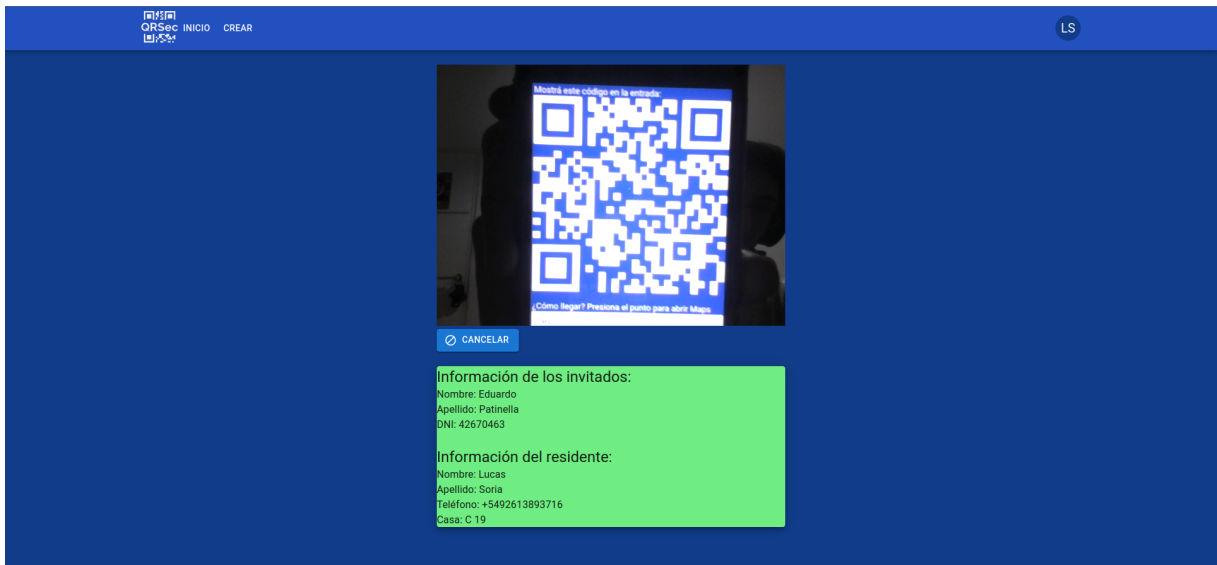 QRSec
INICIO
CREAR
LS
Mostrá este código en la entrada:
¿Cómo llegar? Presiona el punto para abrir Maps
CANCELAR
Información de los invitados:
Nombre: Eduardo
Apellido: Patinella
DNI: 42670463
Información del residente:
Nombre: Lucas
Apellido: Soria
Teléfono: +5492613893716
Casa: C 19